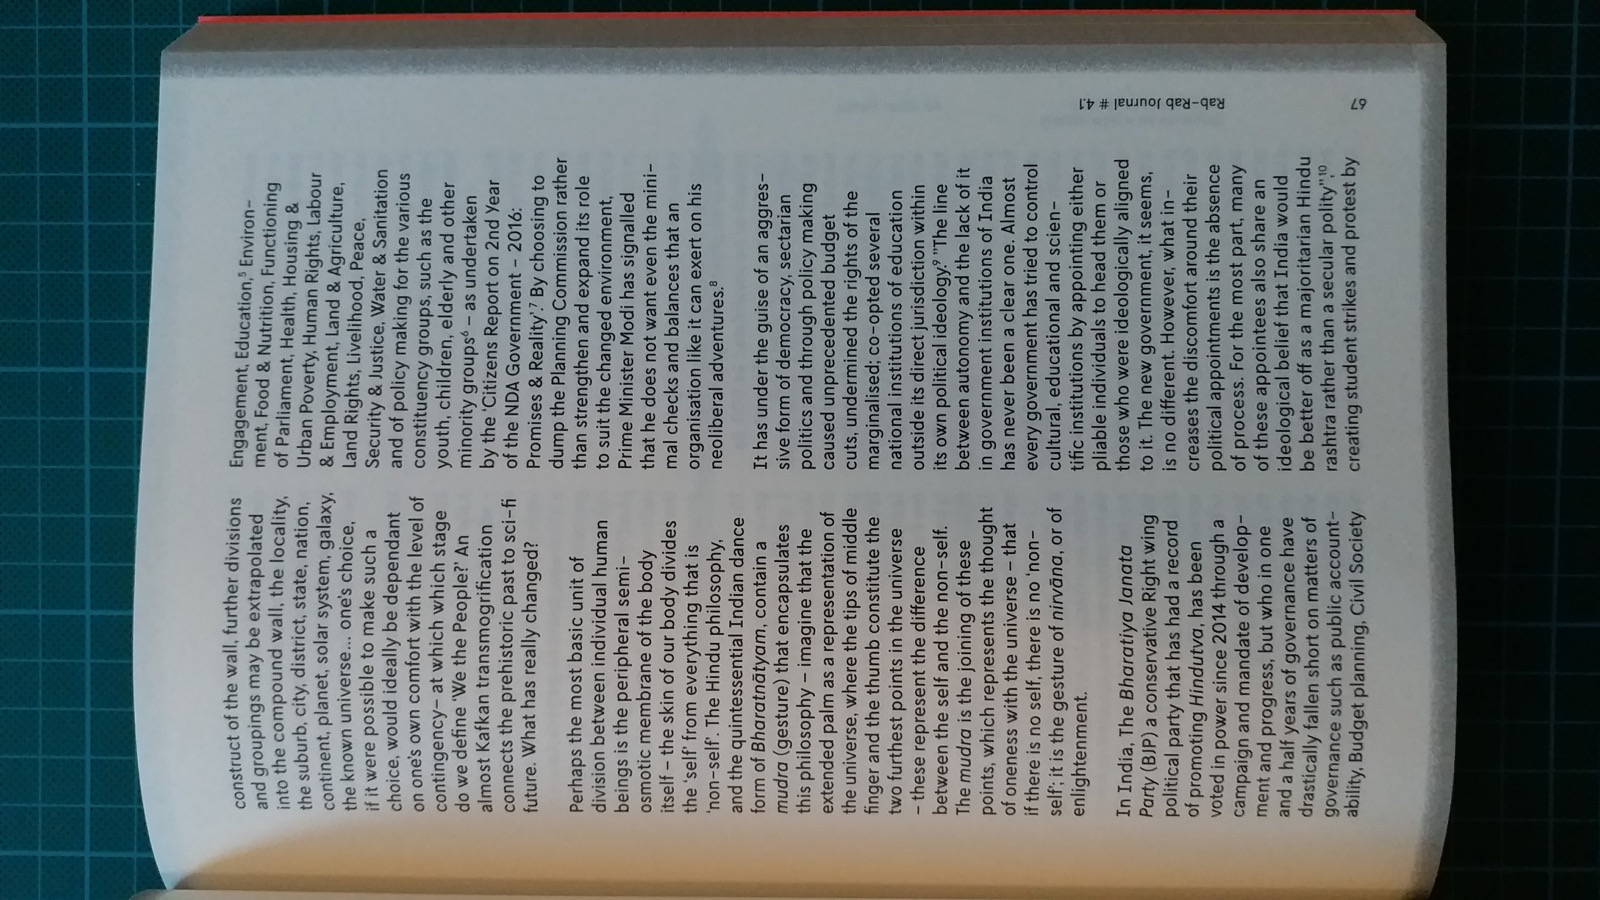 construct of the wall, further divisions
and groupings may be extrapolated
into the compound wall, the locality,
the suburb, city, district, state, nation,
continent, planet, solar system, galaxy,
the known universe... one's choice,
if it were possible to make such a
choice, would ideally be dependant
on one's own comfort with the level of
contingency– at which which stage
do we define 'We the People?' An
almost Kafkan transmogrification
connects the prehistoric past to sci-fi
future. What has really changed?
Perhaps the most basic unit of
division between individual human
beings is the peripheral semi-
osmotic membrane of the body
itself – the skin of our body divides
the 'self' from everything that is
'non-self'. The Hindu philosophy,
and the quintessential Indian dance
form of Bharatnātyam, contain a
mudra (gesture) that encapsulates
this philosophy – imagine that the
extended palm as a representation of
the universe, where the tips of middle
finger and the thumb constitute the
two furthest points in the universe
– these represent the difference
between the self and the non-self.
The mudra is the joining of these
points, which represents the thought
of oneness with the universe – that
if there is no self, there is no 'non-
self'; it is the gesture of nirvāna, or of
enlightenment.
In India, The Bharatiya Janata
Party (BJP) a conservative Right wing
political party that has had a record
of promoting Hindutva, has been
voted in power since 2014 through a
campaign and mandate of develop-
ment and progress, but who in one
and a half years of governance have
drastically fallen short on matters of
governance such as public account-
ability, Budget planning, Civil Society
Engagement, Education,⁵ Environ-
ment, Food & Nutrition, Functioning
of Parliament, Health, Housing &
Urban Poverty, Human Rights, Labour
& Employment, Land & Agriculture,
Land Rights, Livelihood, Peace,
Security & Justice, Water & Sanitation
and of policy making for the various
constituency groups, such as the
youth, children, elderly and other
minority groups⁶ – as undertaken
by the 'Citizens Report on 2nd Year
of the NDA Government – 2016:
Promises & Reality'.⁷ By choosing to
dump the Planning Commission rather
than strengthen and expand its role
to suit the changed environment,
Prime Minister Modi has signalled
that he does not want even the mini-
mal checks and balances that an
organisation like it can exert on his
neoliberal adventures.⁸
It has under the guise of an aggres-
sive form of democracy, sectarian
politics and through policy making
caused unprecedented budget
cuts, undermined the rights of the
marginalised; co-opted several
national institutions of education
outside its direct jurisdiction within
its own political ideology.⁹ "The line
between autonomy and the lack of it
in government institutions of India
has never been a clear one. Almost
every government has tried to control
cultural, educational and scien-
tific institutions by appointing either
pliable individuals to head them or
those who were ideologically aligned
to it. The new government, it seems,
is no different. However, what in-
creases the discomfort around their
political appointments is the absence
of process. For the most part, many
of these appointees also share an
ideological belief that India would
be better off as a majoritarian Hindu
rashtra rather than a secular polity",¹⁰
creating student strikes and protest by
Rab-Rab Journal # 4.1
67